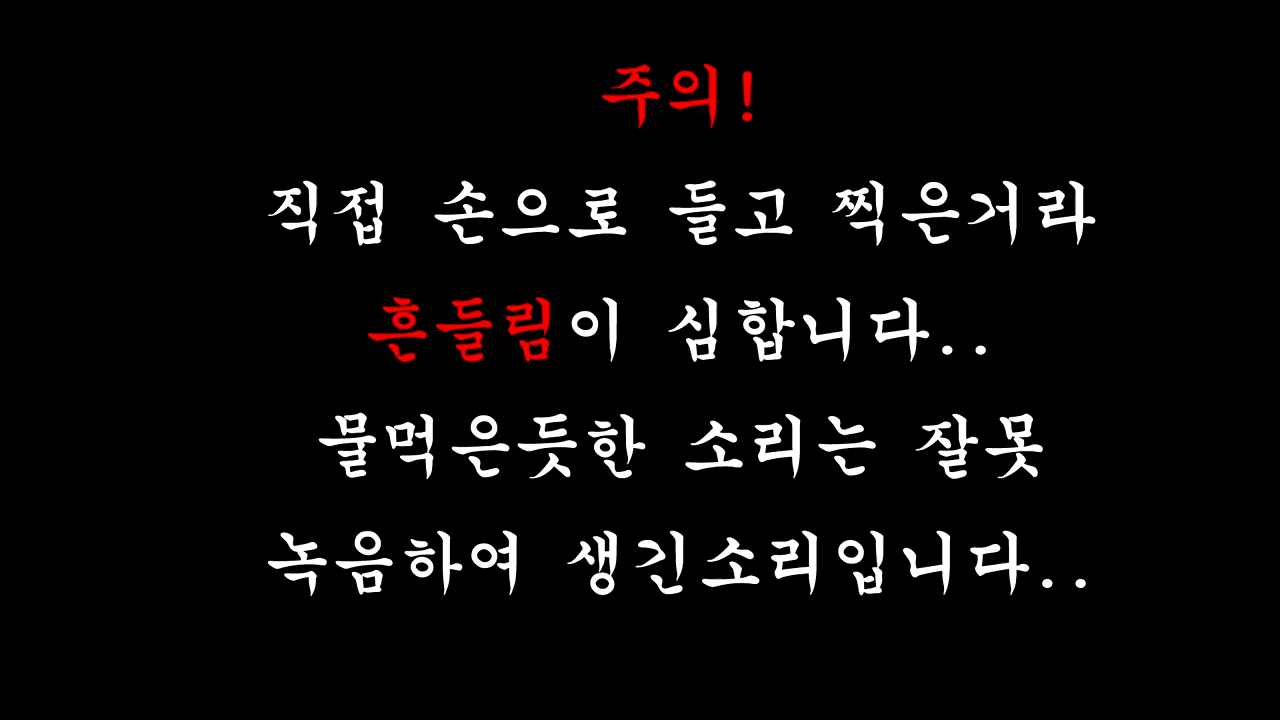 주의!
직접 손으로 들고 찍은거라
흔들림이 심합니다..
물먹은듯한 소리는 잘못
녹음하여 생긴소리입니다..